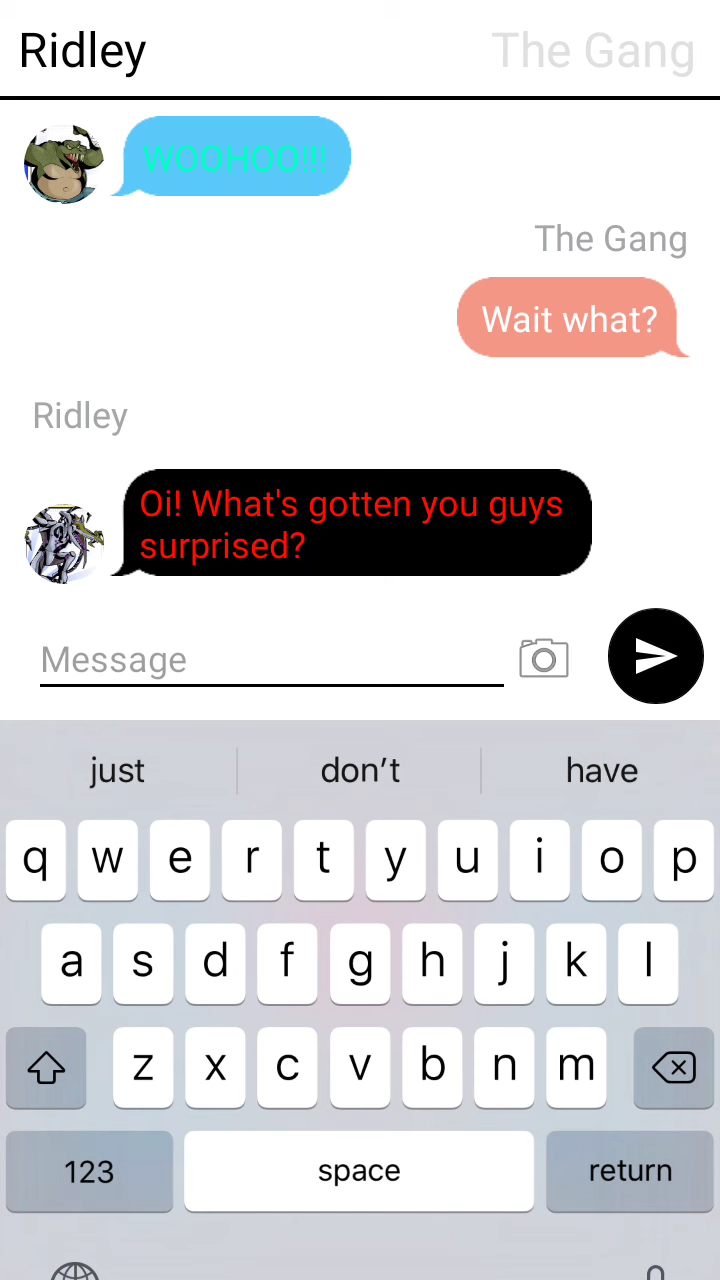 Ridley The Gang
WOOHOO!!!
The Gang
Wait what?
Ridley
Oi! What's gotten you guys
surprised?
Message
just don't have
q w e r t y u i o p
a s d f g h j k l
z x c v b n m
123 space return